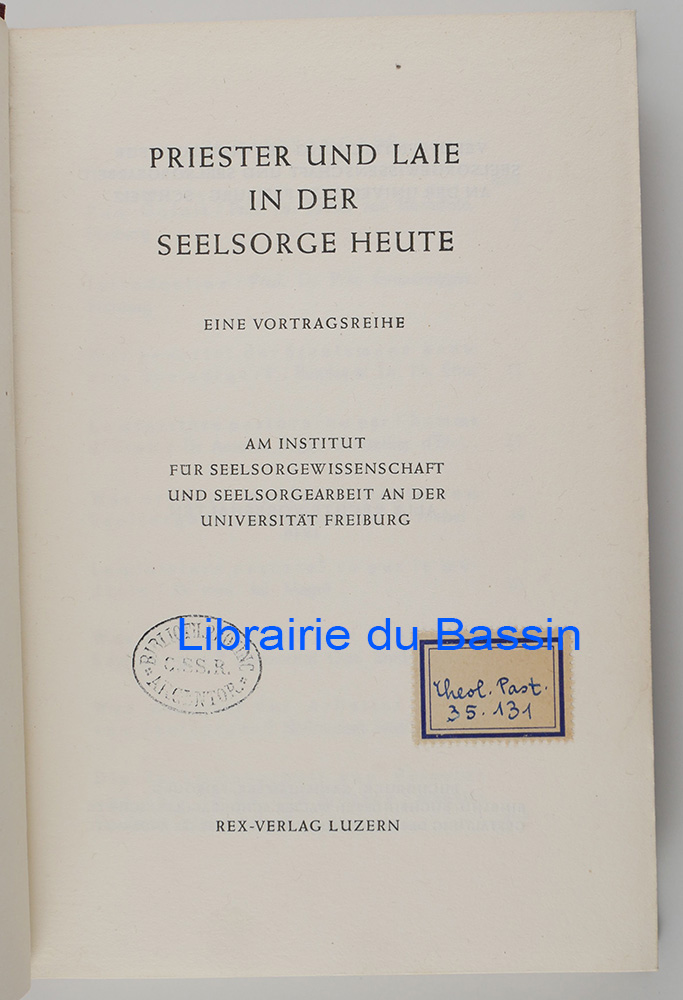 PRIESTER UND LAIE
IN DER
SEELSORGE HEUTE
EINE VORTRAGSREIHE
AM INSTITUT
FÜR SEELSORGEWISSENSCHAFT
UND SEELSORGEARBEIT AN DER
UNIVERSITÄT FREIBURG
Librairie du Bassin
C.SS.R.
ARGENTOR.
Theol. Past.
35.131
REX-VERLAG LUZERN